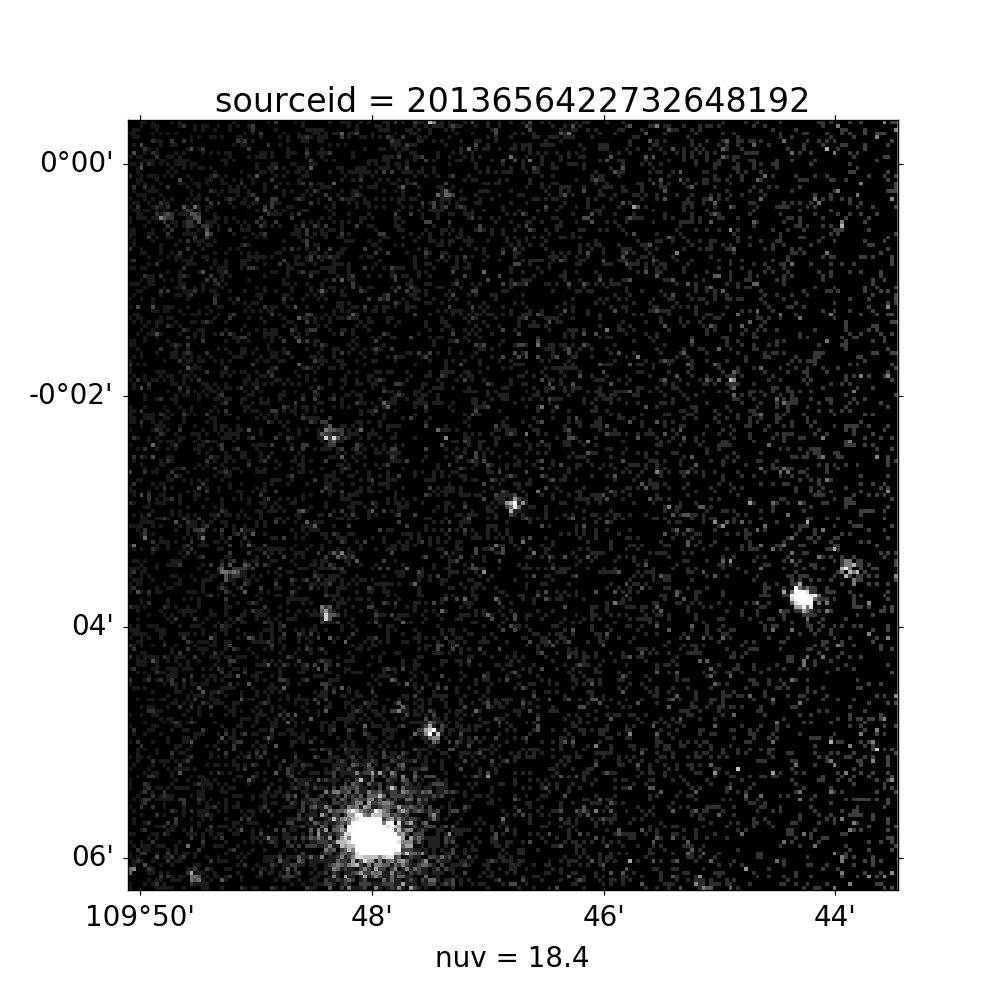 sourceid = 2013656422732648192
0°00'
-0°02'
04'
06'
109°50' 48' 46' 44'
nuv = 18.4